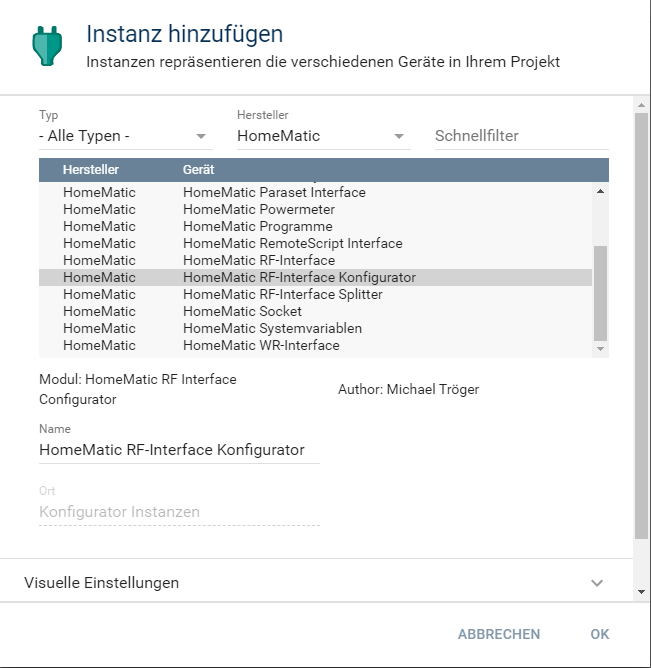 Instanz hinzufügen
Instanzen repräsentieren die verschiedenen Geräte in Ihrem Projekt
Typ
Hersteller
- Alle Typen -
HomeMatic
Schnellfilter
Hersteller Gerät
HomeMatic HomeMatic Paraset Interface
HomeMatic HomeMatic Powermeter
HomeMatic HomeMatic Programme
HomeMatic HomeMatic RemoteScript Interface
HomeMatic HomeMatic RF-Interface
HomeMatic HomeMatic RF-Interface Konfigurator
HomeMatic HomeMatic RF-Interface Splitter
HomeMatic HomeMatic Socket
HomeMatic HomeMatic Systemvariablen
HomeMatic HomeMatic WR-Interface
Modul: HomeMatic RF Interface
Configurator
Author: Michael Tröger
Name
HomeMatic RF-Interface Konfigurator
Ort
Konfigurator Instanzen
Visuelle Einstellungen
ABBRECHEN OK